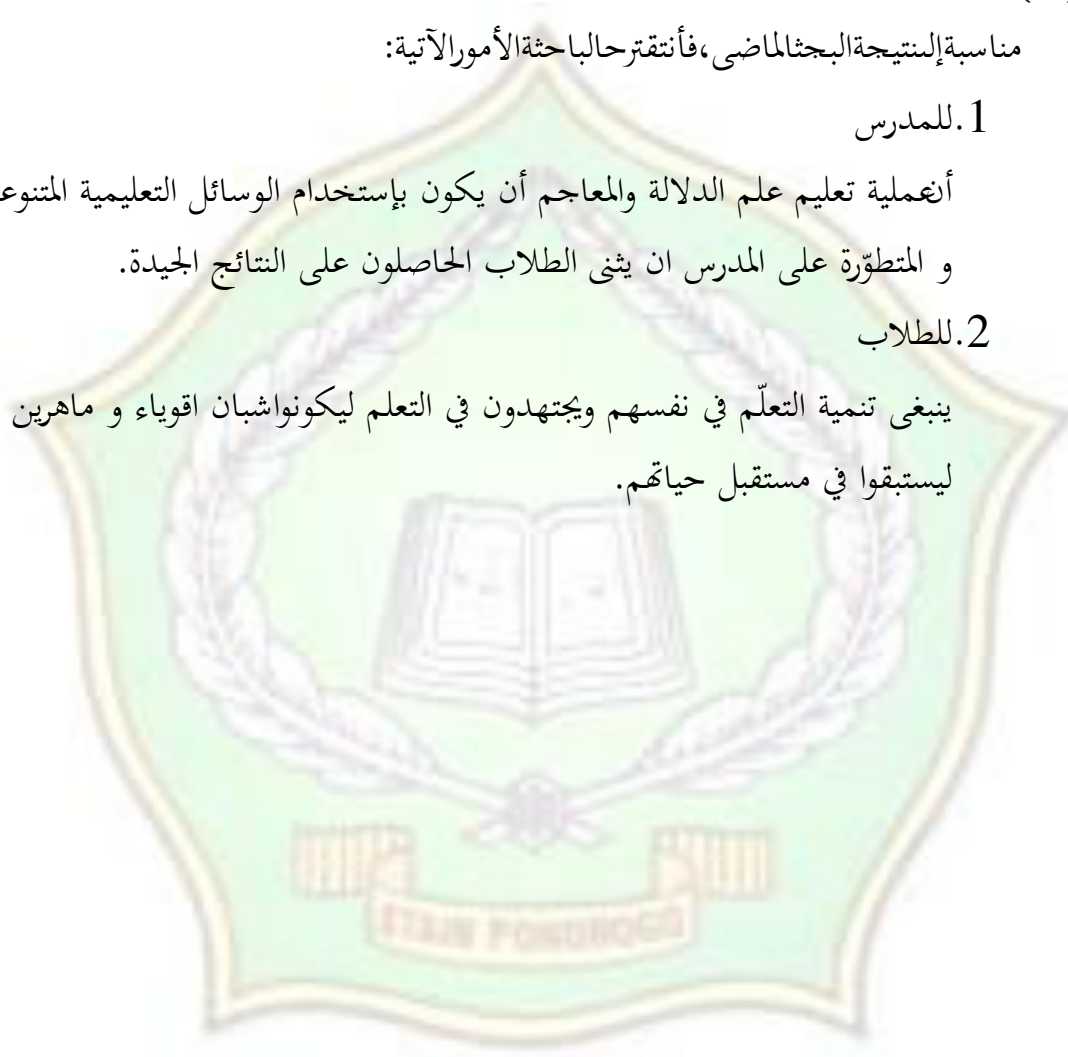 مناسبةإلىنتيجةالبحثالماضى،فأنتقترحالباحثةالأمورالآتية:
1.للمدرس
أنعملية تعليم علم الدلالة والمعاجم أن يكون بإستخدام الوسائل التعليمية المتنوعـ
و المتطوّرة على المدرس ان يثنى الطلاب الحاصلون على النتائج الجيدة.
2.للطلاب
ينبغى تنمية التعلّم في نفسهم ويجتهدون في التعلم ليكونواشبان اقوياء و ماهرين
ليستبقوا في مستقبل حياتهم.
STAIN PONOROGO